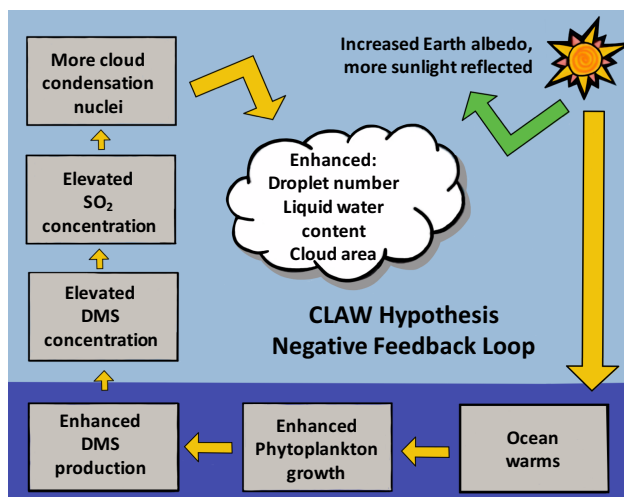 More cloud
condensation
nuclei
Increased Earth albedo,
more sunlight reflected
Enhanced:
Droplet number
Liquid water
content
Cloud area
Elevated
SO₂
concentration
Elevated
DMS
concentration
CLAW Hypothesis
Negative Feedback Loop
Enhanced
DMS
production
Enhanced
Phytoplankton
growth
Ocean
warms